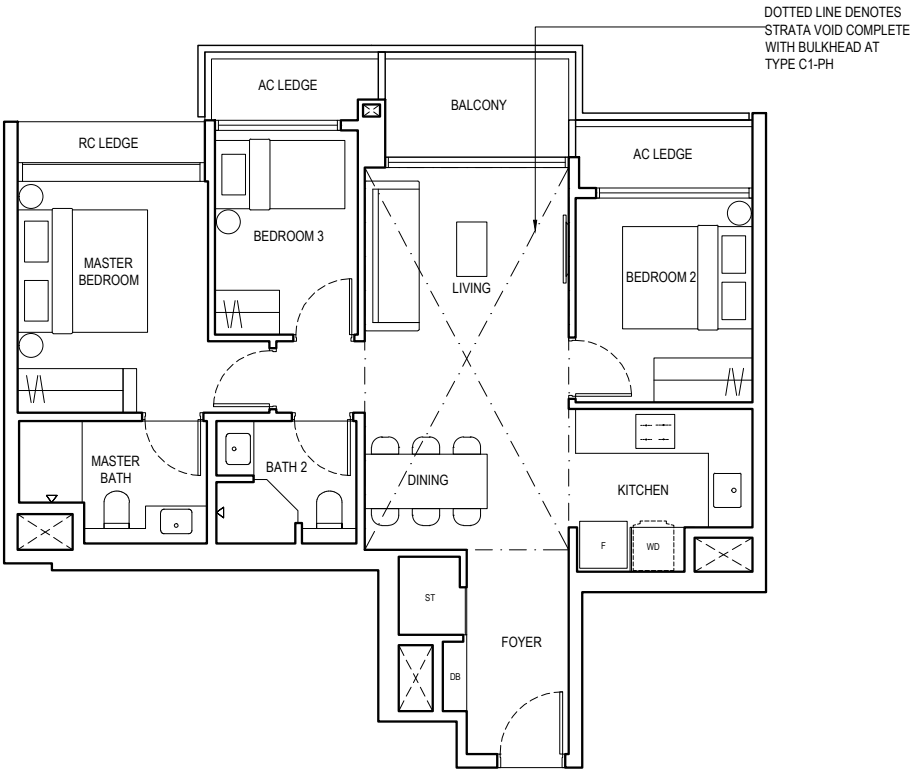 DOTTED LINE DENOTES
STRATA VOID COMPLETE
WITH BULKHEAD AT
TYPE C1-PH
AC LEDGE
BALCONY
RC LEDGE
AC LEDGE
BEDROOM 3
MASTER
BEDROOM
LIVING
BEDROOM 2
MASTER
BATH
BATH 2
DINING
KITCHEN
F
WD
ST
FOYER
DB